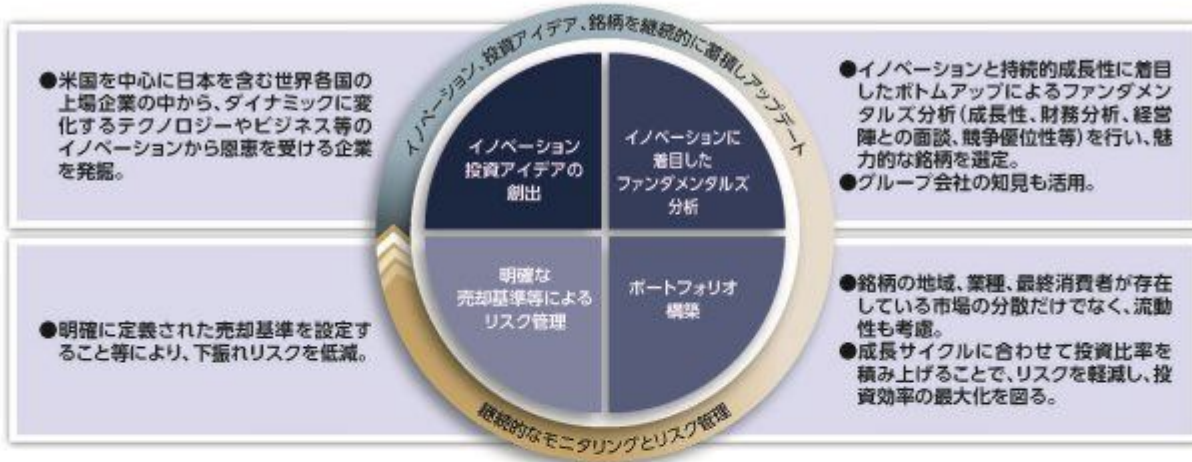 イノベーション、投資アイデア、銘柄を継続的に蓄積しアップデート
●米国を中心に日本を含む世界各国の
上場企業の中から、ダイナミックに変
化するテクノロジーやビジネス等の
イノベーションから恩恵を受ける企業
を発掘。
イノベーション
投資アイデアの
創出
イノベーションに
着目した
ファンダメンタルズ
分析
●イノベーションと持続的成長性に着目
したボトムアップによるファンダメン
タルズ分析(成長性、財務分析、経営
陣との面談、競争優位性等)を行い、魅
力的な銘柄を選定。
●グループ会社の知見も活用。
●明確に定義された売却基準を設定す
ること等により、下振れリスクを低減。
明確な
売却基準等による
リスク管理
ポートフォリオ
構築
●銘柄の地域、業種、最終消費者が存在
している市場の分散だけでなく、流動
性も考慮。
●成長サイクルに合わせて投資比率を
積み上げることで、リスクを軽減し、投
資効率の最大化を図る。
継続的なモニタリングとリスク管理